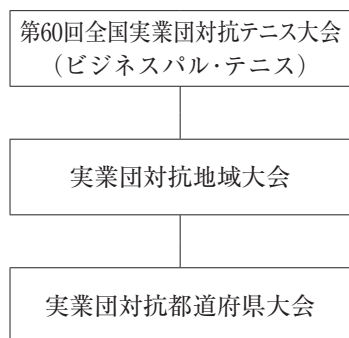 第60回全国実業団対抗テニス大会
（ビジネスパル・テニス）
実業団対抗地域大会
実業団対抗都道府県大会